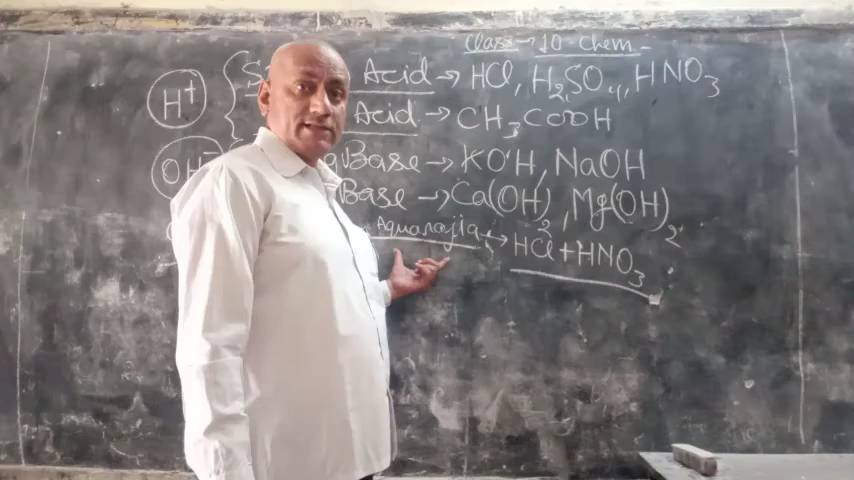 Class → 10 Chem
H⁺ { S Acid → HCl, H₂SO₄, HNO₃
Acid → CH₃COOH
OH⁻ g Base → KOH, NaOH
Base → Ca(OH)₂, Mg(OH)₂
Aquarajia → HCl + HNO₃